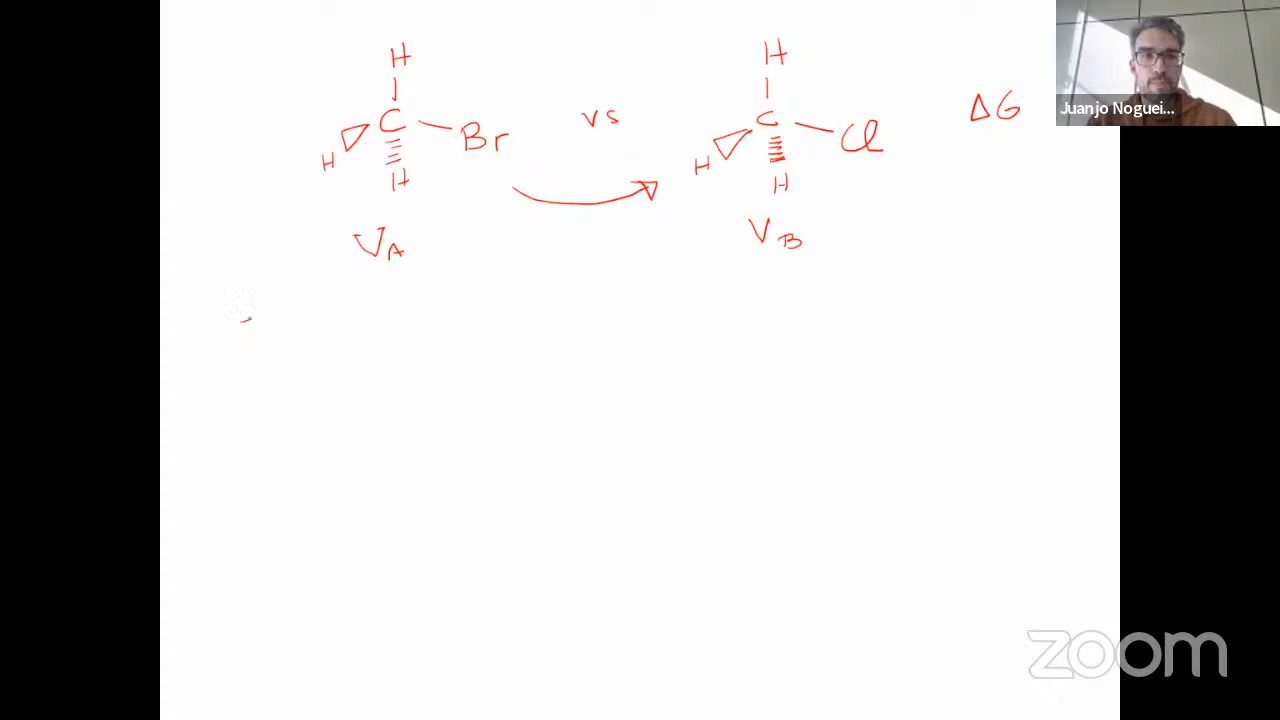 H H
C Br vs C Cl ΔG
H H H H
V_A V_B
Juanjo Noguei...
zoom